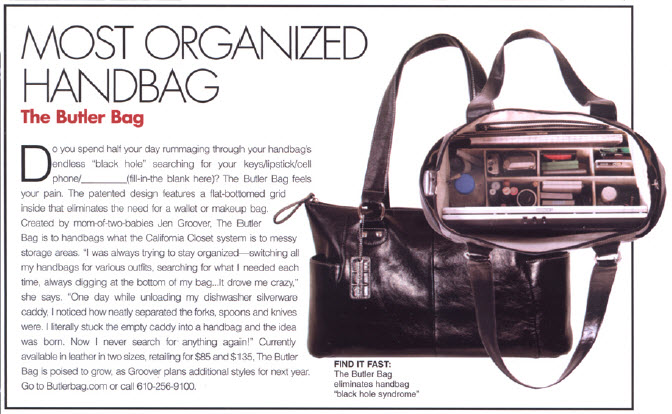 MOST ORGANIZED
HANDBAG
The Butler Bag
Do you spend half your day rummaging through your handbag's
endless "black hole" searching for your keys/lipstick/cell
phone/________(fill-in-the blank here)? The Butler Bag feels
your pain. The patented design features a flat-bottomed grid
inside that eliminates the need for a wallet or makeup bag.
Created by mom-of-two-babies Jen Groover, The Butler
Bag is to handbags what the California Closet system is to messy
storage areas. "I was always trying to stay organized—switching all
my handbags for various outfits, searching for what I needed each
time, always digging at the bottom of my bag...It drove me crazy,"
she says. "One day while unloading my dishwasher silverware
caddy, I noticed how neatly separated the forks, spoons and knives
were. I literally stuck the empty caddy into a handbag and the idea
was born. Now I never search for anything again!" Currently
available in leather in two sizes, retailing for $85 and $135, The Butler
Bag is poised to grow, as Groover plans additional styles for next year.
Go to Butlerbag.com or call 610-256-9100.
FIND IT FAST:
The Butler Bag
eliminates handbag
"black hole syndrome"